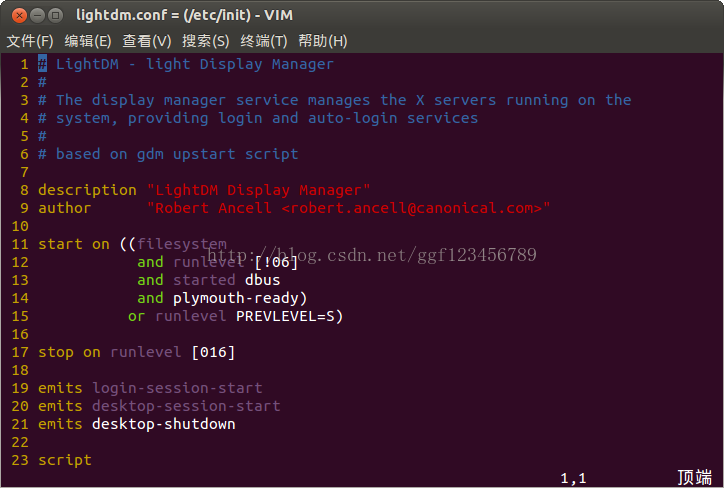 lightdm.conf = (/etc/init) - VIM
文件(F) 编辑(E) 查看(V) 搜索(S) 终端(T) 帮助(H)
1 # LightDM - light Display Manager
2 #
3 # The display manager service manages the X servers running on the
4 # system, providing login and auto-login services
5 #
6 # based on gdm upstart script
7
8 description "LightDM Display Manager"
9 author      "Robert Ancell <robert.ancell@canonical.com>"
10
11 start on ((filesystem
http://blog.csdn.net/ggf123456789
12            and runlevel [!06]
13            and started dbus
14            and plymouth-ready)
15           or runlevel PREVLEVEL=S)
16
17 stop on runlevel [016]
18
19 emits login-session-start
20 emits desktop-session-start
21 emits desktop-shutdown
22
23 script
1,1 顶端